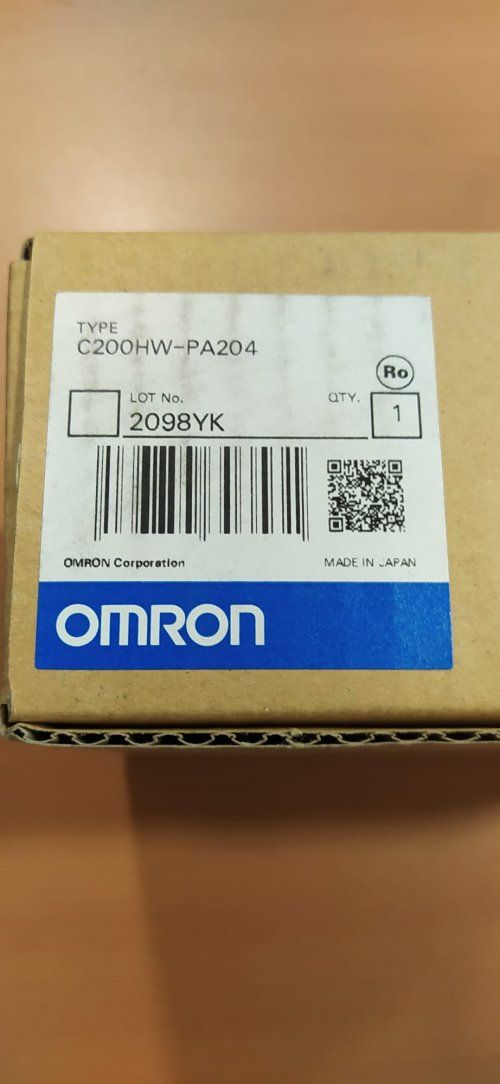 TYPE
C200HW-PA204
Ro
LOT No.
QTY.
2098YK
1
OMRON Corporation
MADE IN JAPAN
OMRON